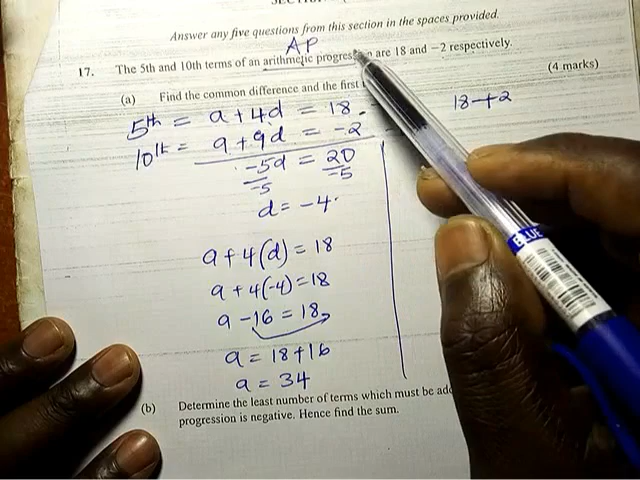 Answer any five questions from this section in the spaces provided.
AP
17. The 5th and 10th terms of an arithmetic progression are 18 and −2 respectively.
(a) Find the common difference and the first (4 marks)
5th = a + 4d = 18
18 - + 2
10th = a + 9d = -2
-5d = 20
-5 -5
d = -4
a + 4(d) = 18
a + 4(-4) = 18
a - 16 = 18
a = 18 + 16
a = 34
(b) Determine the least number of terms which must be
progression is negative. Hence find the sum.
BLUE